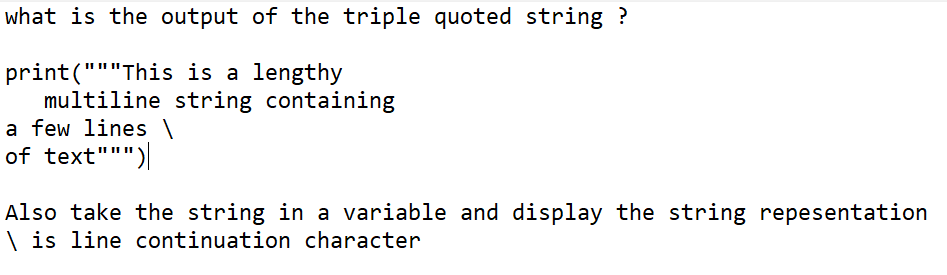 what is the output of the triple quoted string ?
print("""This is a lengthy
   multiline string containing
a few lines \
of text""")
Also take the string in a variable and display the string repesentation
\ is line continuation character